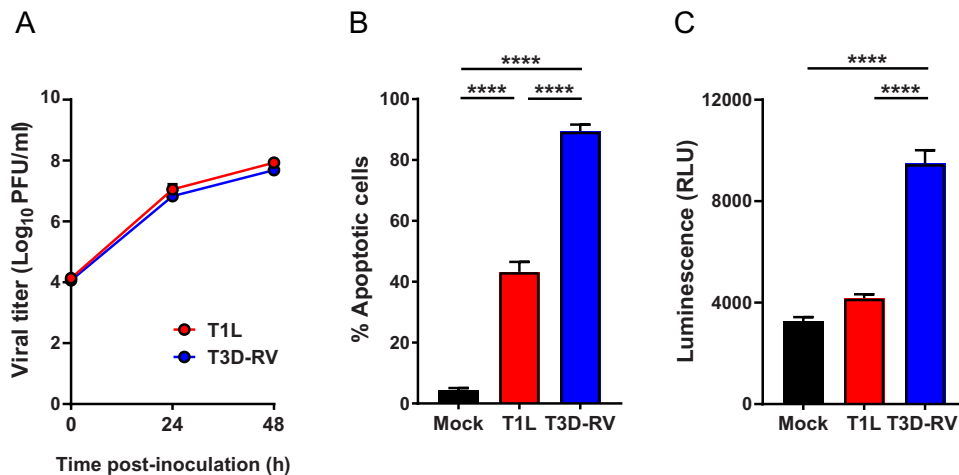 A
Viral titer (Log10 PFU/ml)
10
8
6
4
2
0
T1L
T3D-RV
0 24 48
Time post-inoculation (h)
B
% Apoptotic cells
****
**** ****
100
80
60
40
20
0
Mock T1L T3D-RV
C
Luminescence (RLU)
****
****
12000
8000
4000
0
Mock T1L T3D-RV